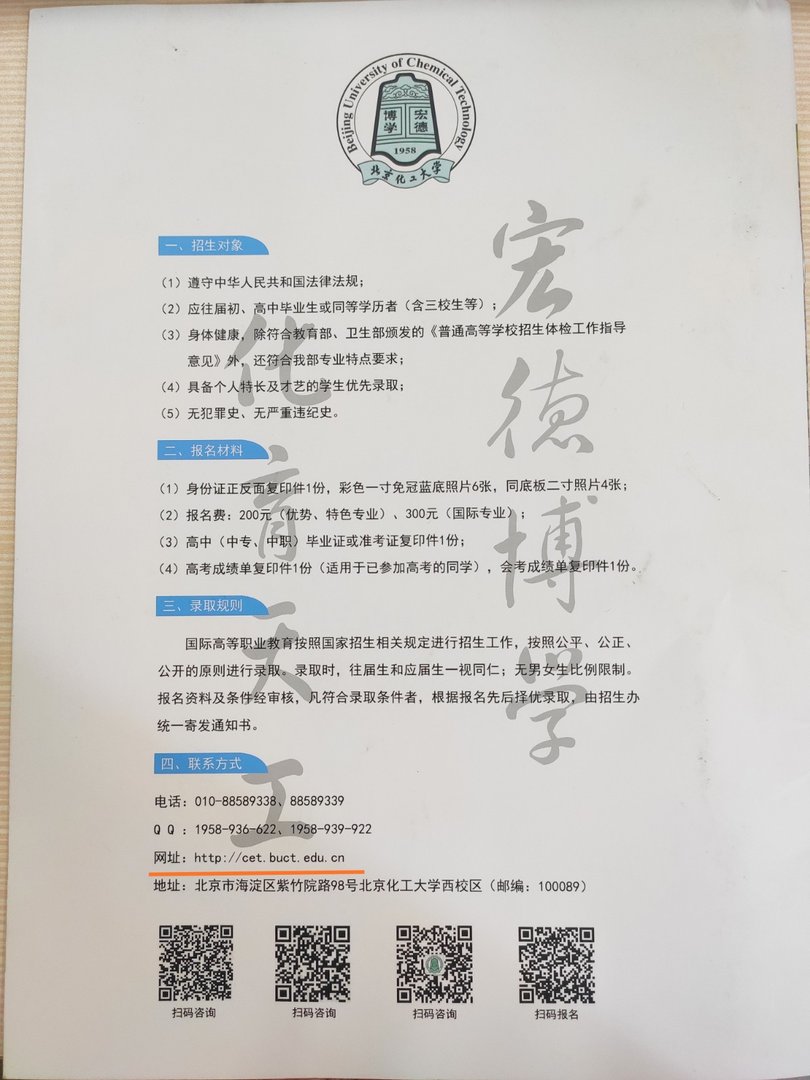 Beijing University of Chemical Technology
博学 宏德
1958
北京化工大学
宏德博学
化育天工
一、招生对象
（1）遵守中华人民共和国法律法规；
（2）应往届初、高中毕业生或同等学历者（含三校生等）；
（3）身体健康，除符合教育部、卫生部颁发的《普通高等学校招生体检工作指导
意见》外，还符合我部专业特点要求；
（4）具备个人特长及才艺的学生优先录取；
（5）无犯罪史、无严重违纪史。
二、报名材料
（1）身份证正反面复印件1份，彩色一寸免冠蓝底照片6张，同底板二寸照片4张；
（2）报名费：200元（优势、特色专业）、300元（国际专业）；
（3）高中（中专、中职）毕业证或准考证复印件1份；
（4）高考成绩单复印件1份（适用于已参加高考的同学），会考成绩单复印件1份。
三、录取规则
国际高等职业教育按照国家招生相关规定进行招生工作，按照公平、公正、
公开的原则进行录取。录取时，往届生和应届生一视同仁；无男女生比例限制。
报名资料及条件经审核，凡符合录取条件者，根据报名先后择优录取，由招生办
统一寄发通知书。
四、联系方式
电话：010-88589338、88589339
QQ：1958-936-622、1958-939-922
网址：http://cet.buct.edu.cn
地址：北京市海淀区紫竹院路98号北京化工大学西校区（邮编：100089）
扫码咨询 扫码咨询 扫码咨询 扫码报名